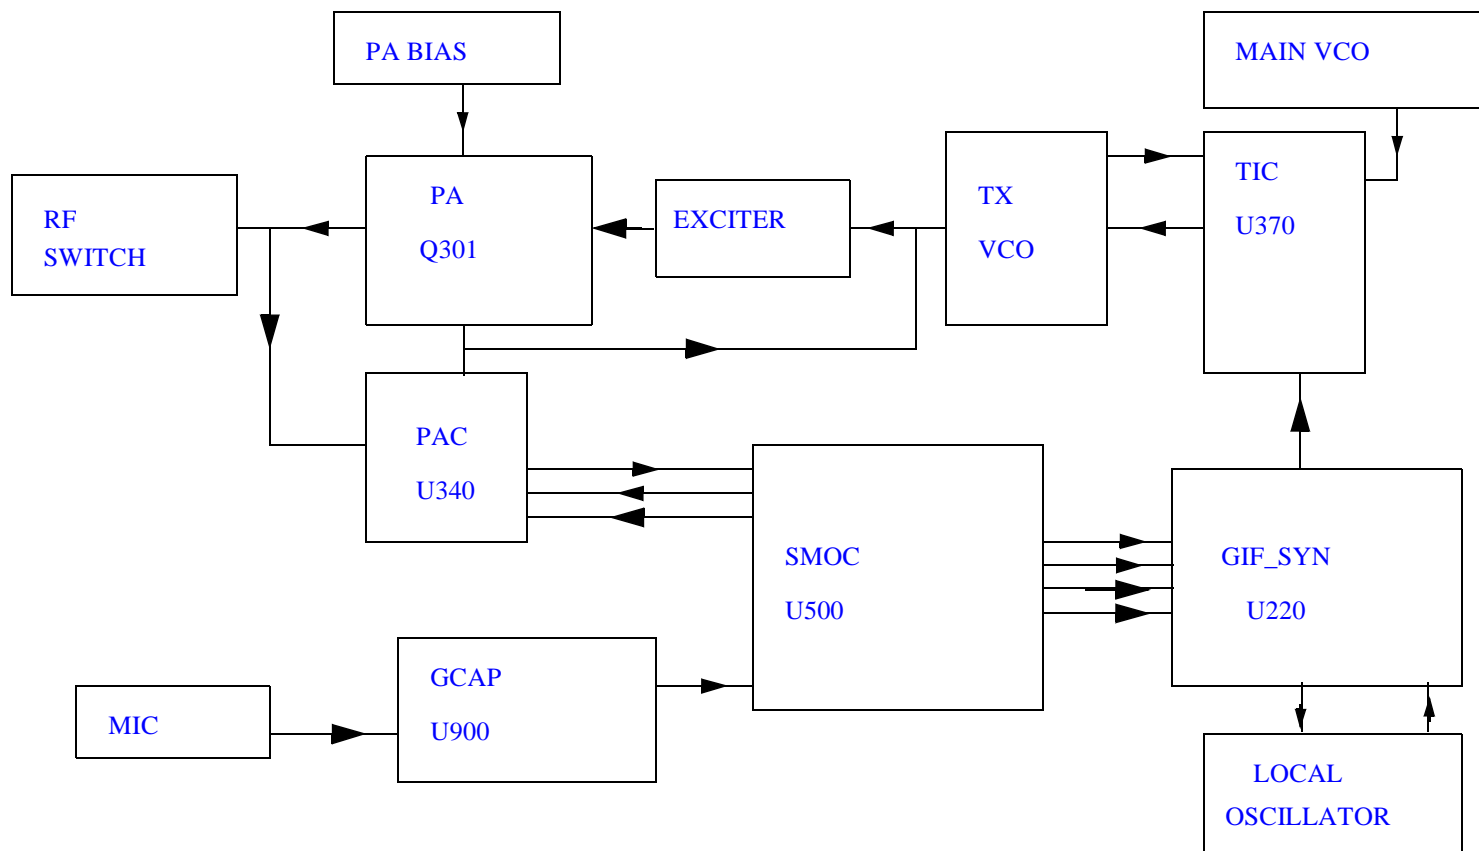 PA BIAS
MAIN VCO
PA
Q301
RF
SWITCH
EXCITER
TX
VCO
TIC
U370
PAC
U340
SMOC
U500
GIF_SYN
U220
GCAP
U900
MIC
LOCAL
OSCILLATOR